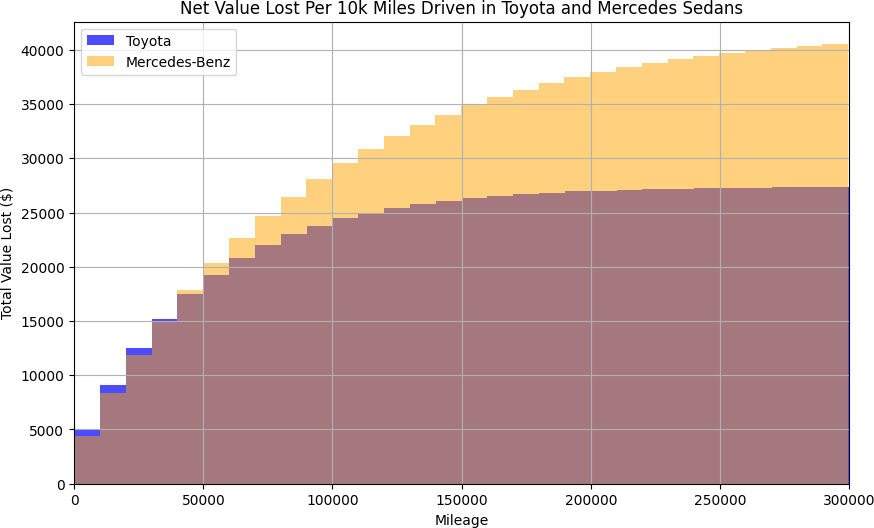 Net Value Lost Per 10k Miles Driven in Toyota and Mercedes Sedans
Toyota
Mercedes-Benz
40000
35000
30000
25000
20000
15000
10000
5000
0
Total Value Lost ($)
0 50000 100000 150000 200000 250000 300000
Mileage